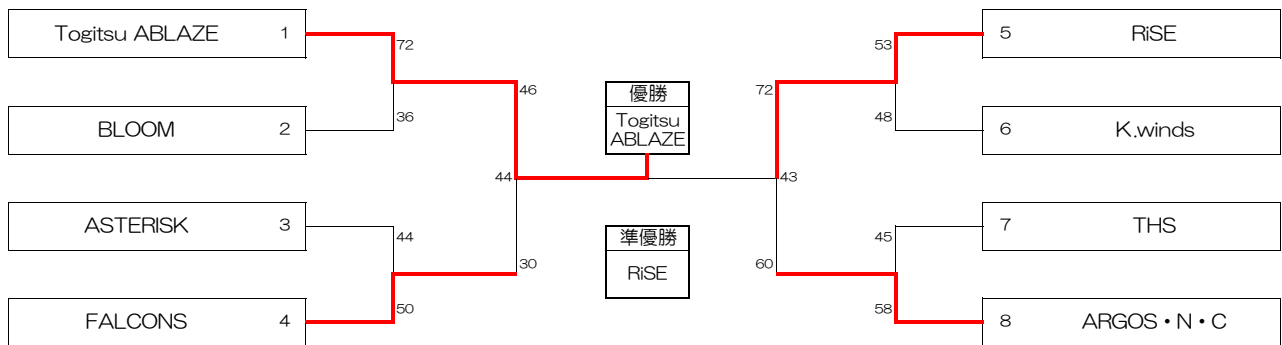 Togitsu ABLAZE 1
72
BLOOM 2
36
46
44
ASTERISK 3
44
FALCONS 4
50
30
優勝
Togitsu
ABLAZE
準優勝
RiSE
5 RiSE
53
6 K.winds
48
72
43
7 THS
45
8 ARGOS・N・C
58
60